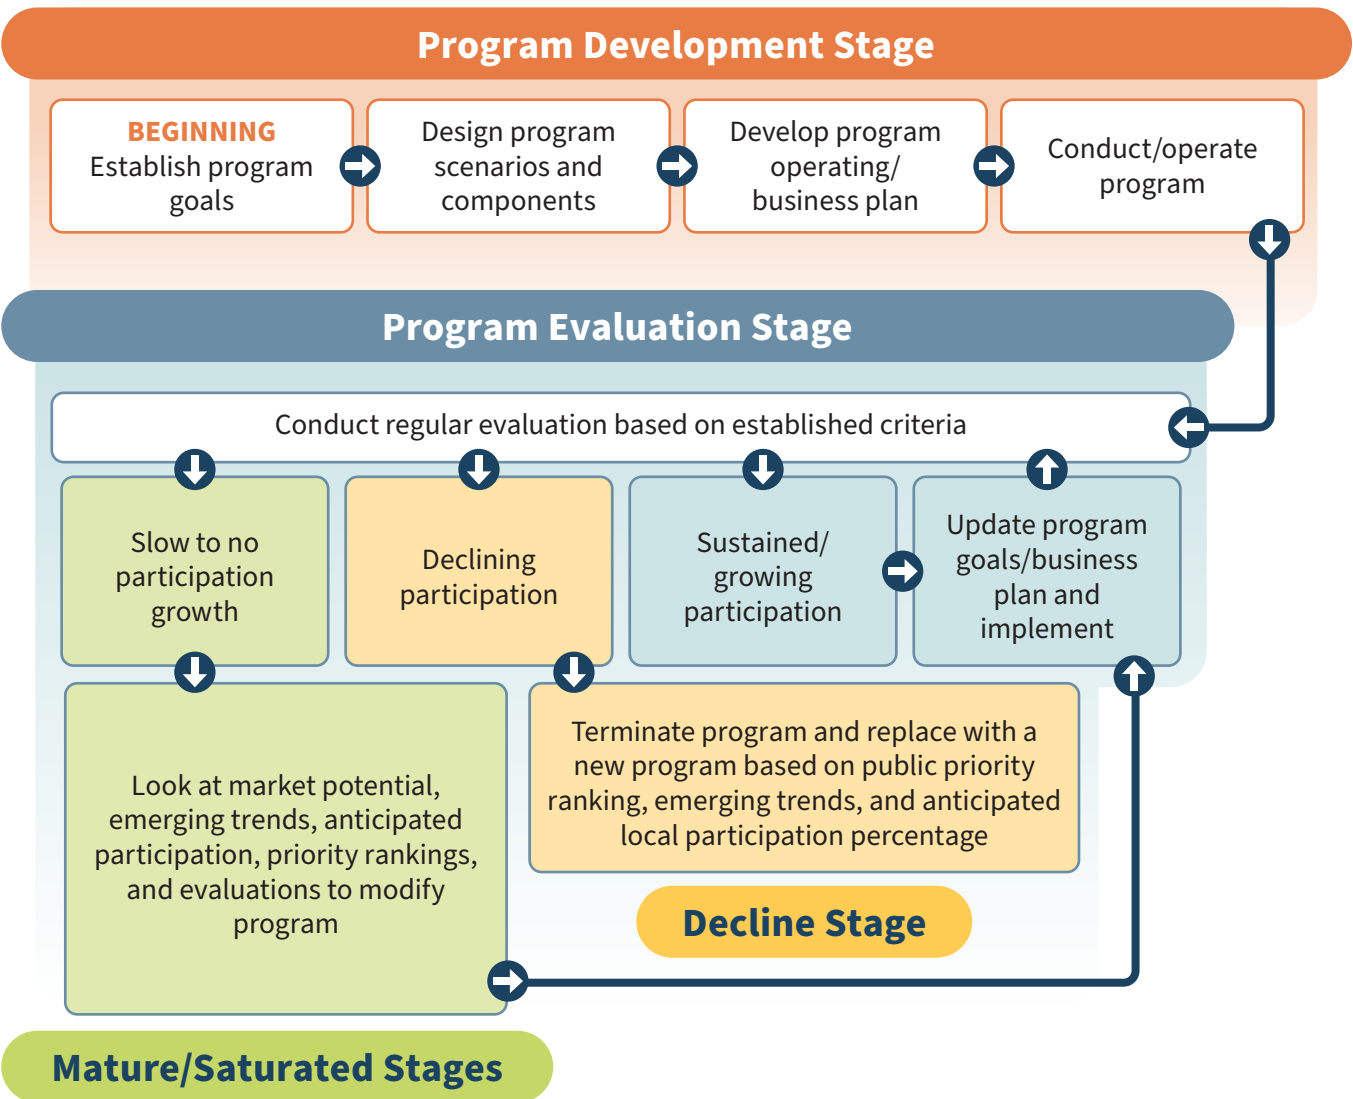 Program Development Stage
BEGINNING
Establish program
goals
Design program
scenarios and
components
Develop program
operating/
business plan
Conduct/operate
program
Program Evaluation Stage
Conduct regular evaluation based on established criteria
Slow to no
participation
growth
Declining
participation
Sustained/
growing
participation
Update program
goals/business
plan and
implement
Look at market potential,
emerging trends, anticipated
participation, priority rankings,
and evaluations to modify
program
Terminate program and replace with a
new program based on public priority
ranking, emerging trends, and anticipated
local participation percentage
Decline Stage
Mature/Saturated Stages